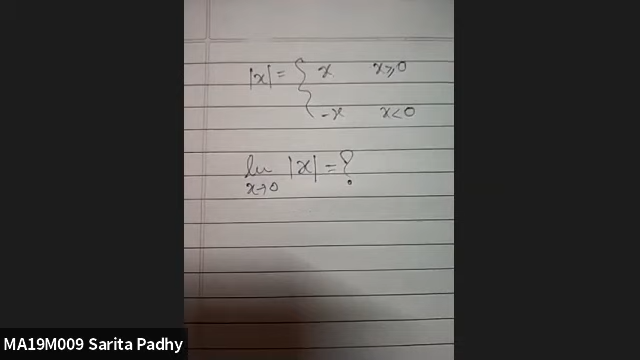 |x| = { x x ≥ 0
-x x < 0
lim |x| = ?
x→0
MA19M009 Sarita Padhy